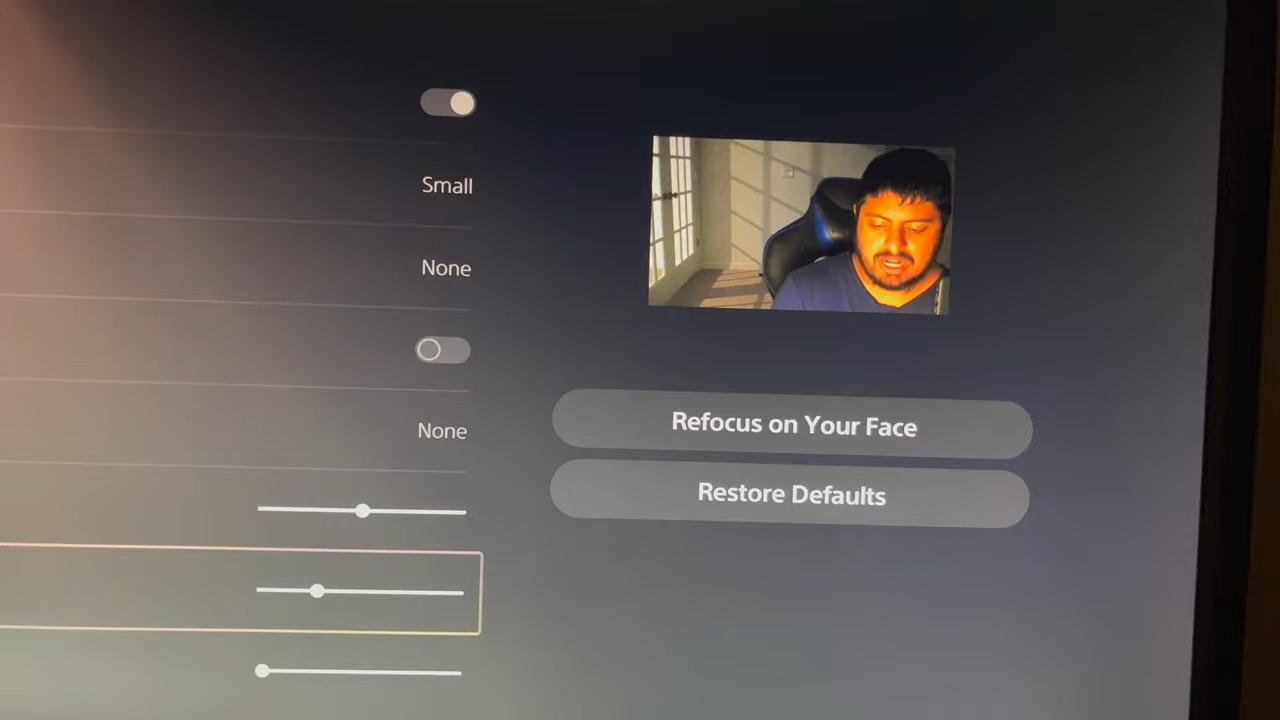 Small
None
None
Refocus on Your Face
Restore Defaults